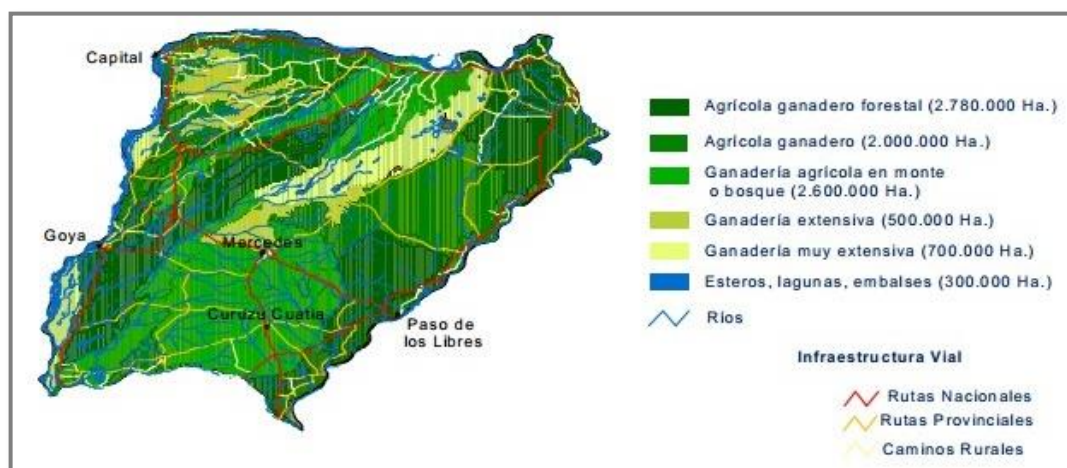 Capital
Goya
Mercedes
Curuzu Cuatia
Paso de
los Libres
Agrícola ganadero forestal (2.780.000 Ha.)
Agrícola ganadero (2.000.000 Ha.)
Ganadería agrícola en monte
o bosque (2.600.000 Ha.)
Ganadería extensiva (500.000 Ha.)
Ganadería muy extensiva (700.000 Ha.)
Esteros, lagunas, embalses (300.000 Ha.)
Ríos
Infraestructura Vial
Rutas Nacionales
Rutas Provinciales
Caminos Rurales